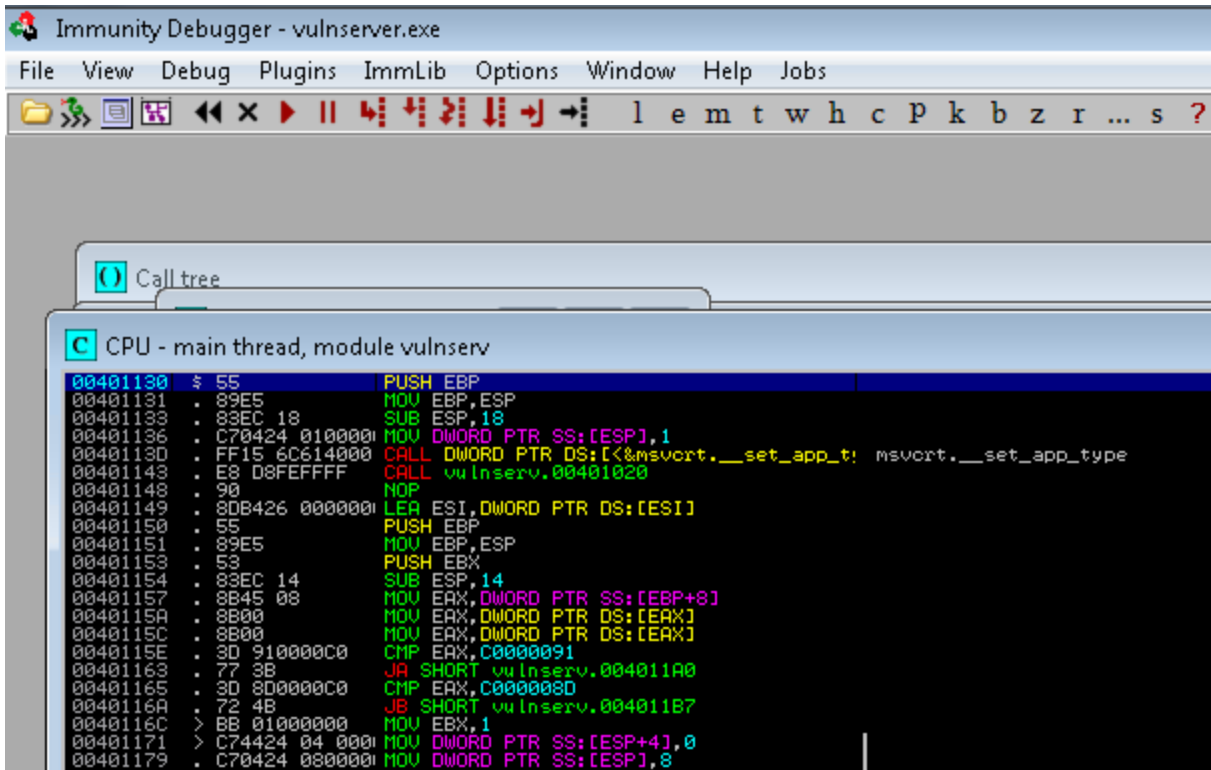 Immunity Debugger - vulnserver.exe
File View Debug Plugins ImmLib Options Window Help Jobs
l e m t w h c P k b z r ... s ?
Call tree
C CPU - main thread, module vulnserv
00401130 $ 55 PUSH EBP
00401131 . 89E5 MOV EBP,ESP
00401133 . 83EC 18 SUB ESP,18
00401136 . C70424 010000 MOV DWORD PTR SS:[ESP],1
0040113D . FF15 6C614000 CALL DWORD PTR DS:[<&msvcrt.__set_app_t msvcrt.__set_app_type
00401143 . E8 D8FEFFFF CALL vulnserv.00401020
00401148 . 90 NOP
00401149 . 8DB426 000000 LEA ESI,DWORD PTR DS:[ESI]
00401150 . 55 PUSH EBP
00401151 . 89E5 MOV EBP,ESP
00401153 . 53 PUSH EBX
00401154 . 83EC 14 SUB ESP,14
00401157 . 8B45 08 MOV EAX,DWORD PTR SS:[EBP+8]
0040115A . 8B00 MOV EAX,DWORD PTR DS:[EAX]
0040115C . 8B00 MOV EAX,DWORD PTR DS:[EAX]
0040115E . 3D 910000C0 CMP EAX,C0000091
00401163 . 77 3B JA SHORT vulnserv.004011A0
00401165 . 3D 8D0000C0 CMP EAX,C000008D
0040116A . 72 4B JB SHORT vulnserv.004011B7
0040116C > BB 01000000 MOV EBX,1
00401171 > C74424 04 000 MOV DWORD PTR SS:[ESP+4],0
00401179 . C70424 080000 MOV DWORD PTR SS:[ESP],8